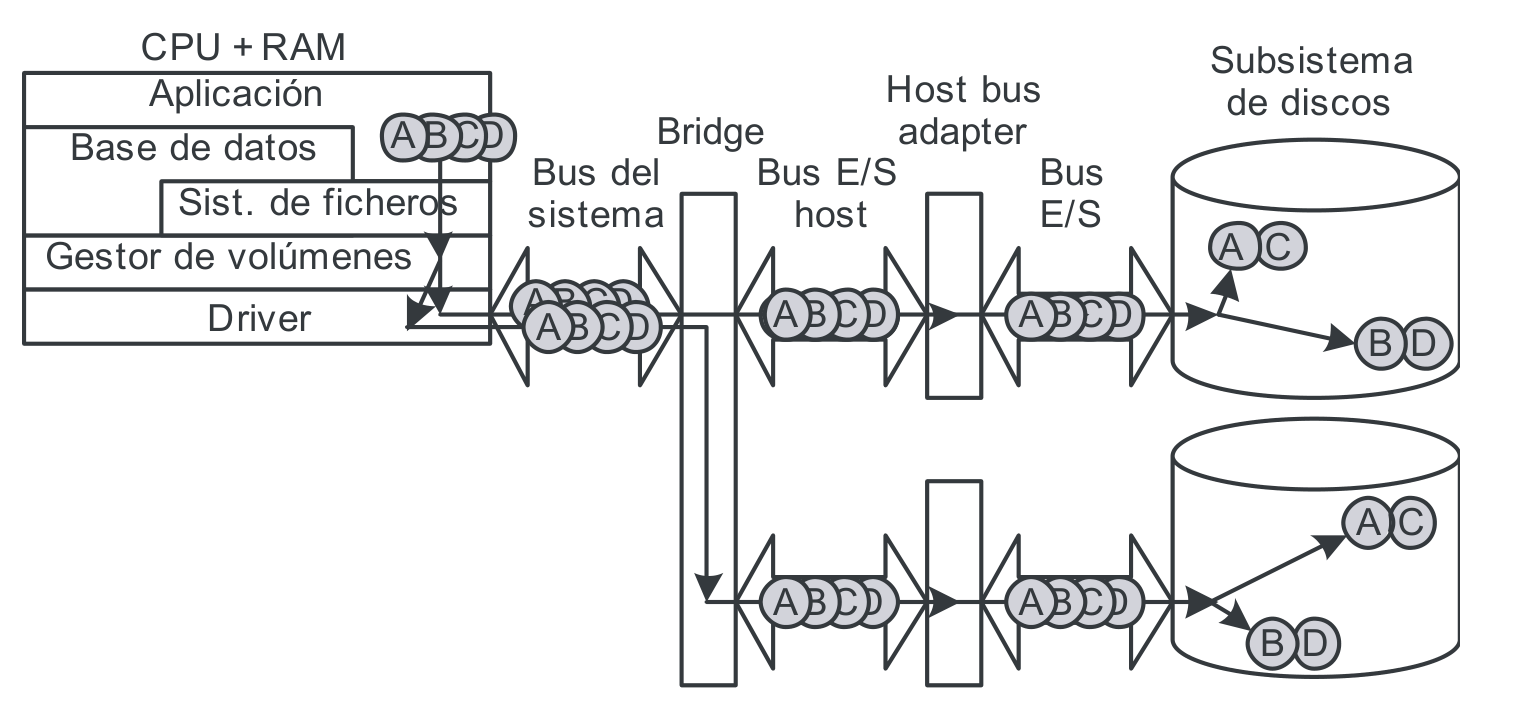 CPU + RAM
Aplicación
Base de datos
Sist. de ficheros
Gestor de volúmenes
Driver
A B C D
Bus del
sistema
A B C D
A B C D
Bridge
Bus E/S
host
A B C D
Host bus
adapter
Bus
E/S
A B C D
Subsistema
de discos
A C
B D
A B C D
A B C D
A C
B D